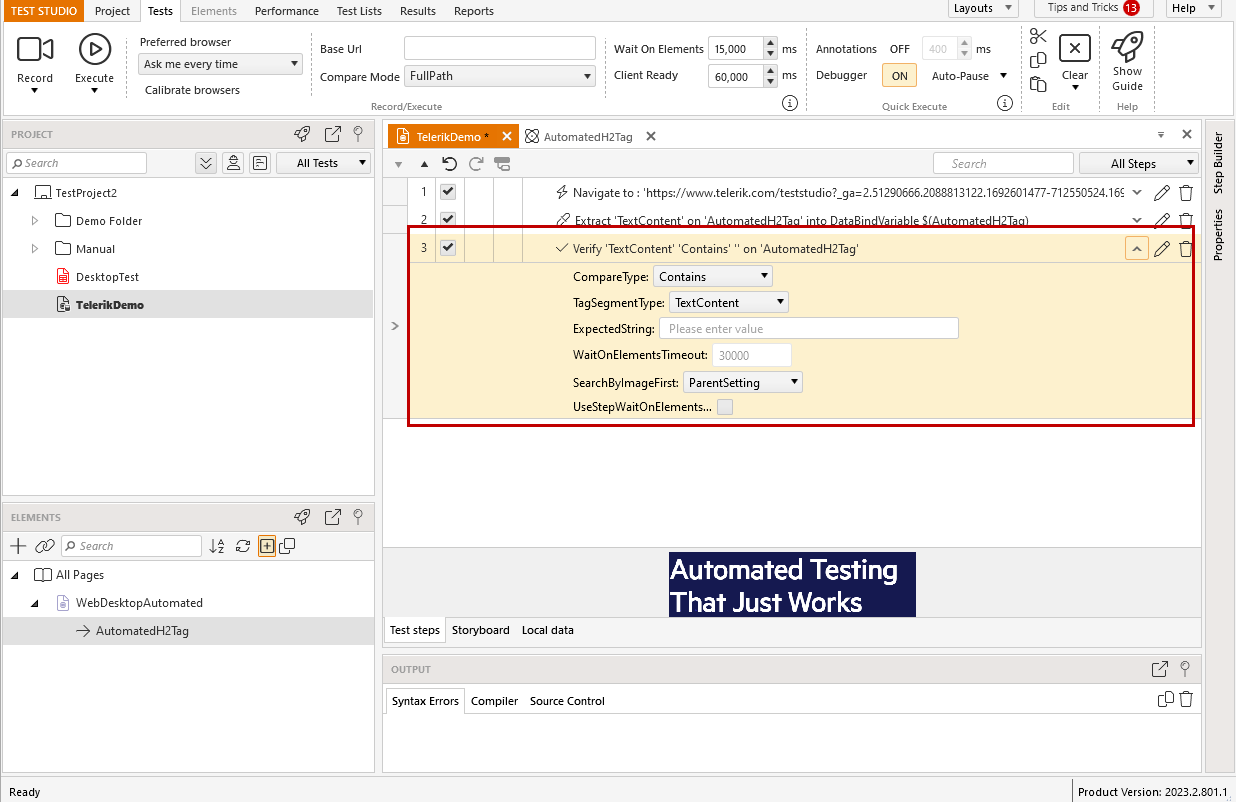 TEST STUDIO Project Tests Elements Performance Test Lists Results Reports Layouts Tips and Tricks 13 Help
Record
Execute
Preferred browser
Ask me every time
Calibrate browsers
Base Url
Compare Mode FullPath
Record/Execute
Wait On Elements 15,000 ms
Client Ready 60,000 ms
Annotations OFF 400 ms
Debugger ON Auto-Pause
Quick Execute
Clear
Edit
Show
Guide
Help
PROJECT
Search All Tests
TestProject2
Demo Folder
Manual
DesktopTest
TelerikDemo
ELEMENTS
Search
All Pages
WebDesktopAutomated
AutomatedH2Tag
TelerikDemo * AutomatedH2Tag
Search All Steps
1 Navigate to : 'https://www.telerik.com/teststudio?_ga=2.51290666.2088813122.1692601477-712550524.169
2 Extract 'TextContent' on 'AutomatedH2Tag' into DataBindVariable $(AutomatedH2Tag)
3 Verify 'TextContent' 'Contains' '' on 'AutomatedH2Tag'
CompareType: Contains
TagSegmentType: TextContent
ExpectedString: Please enter value
WaitOnElementsTimeout: 30000
SearchByImageFirst: ParentSetting
UseStepWaitOnElements...
Automated Testing
That Just Works
Test steps Storyboard Local data
OUTPUT
Syntax Errors Compiler Source Control
Step Builder
Properties
Ready Product Version: 2023.2.801.1